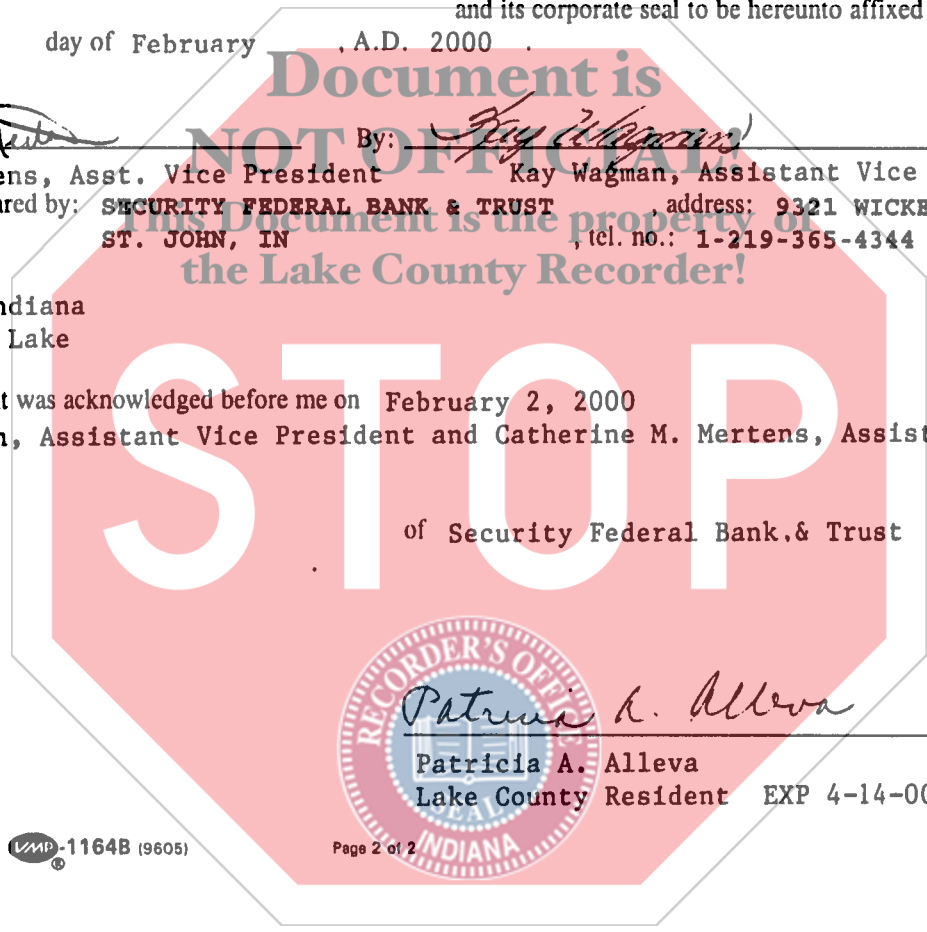 and its corporate seal to be hereunto affixed
day of February , A.D. 2000 .
Document is
NOT OFFICIAL!
By: Kay Wagman
ens, Asst. Vice President Kay Wagman, Assistant Vice
red by: SECURITY FEDERAL BANK & TRUST , address: 9321 WICKE
This Document is the property of
ST. JOHN, IN , tel. no.: 1-219-365-4344
the Lake County Recorder!
ndiana
Lake
STOP
t was acknowledged before me on February 2, 2000
n, Assistant Vice President and Catherine M. Mertens, Assist
of Security Federal Bank,& Trust
RECORDER'S OFFICE
Patricia A. Alleva
Patricia A. Alleva
Lake County Resident EXP 4-14-00
SEAL
INDIANA
VMP-1164B (9605) Page 2 of 2
®